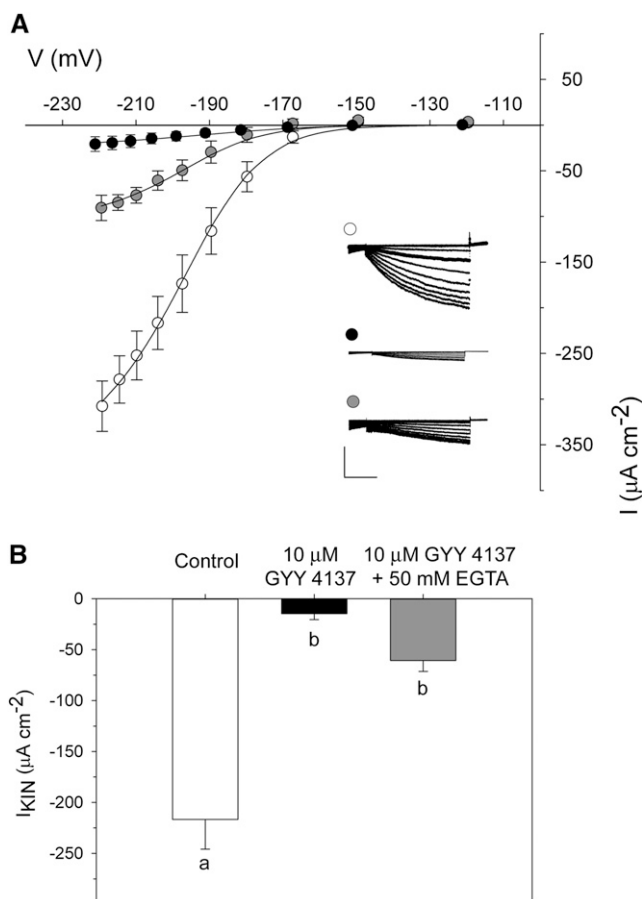 A
V (mV)
-230 -210 -190 -170 -150 -130 -110
50
-50
-150
-250
-350
I (µA cm-2)
B
Control
10 µM
GYY 4137
10 µM GYY 4137
+ 50 mM EGTA
0
-50
-100
-150
-200
-250
IKIN
(µA cm-2)
a
b
b